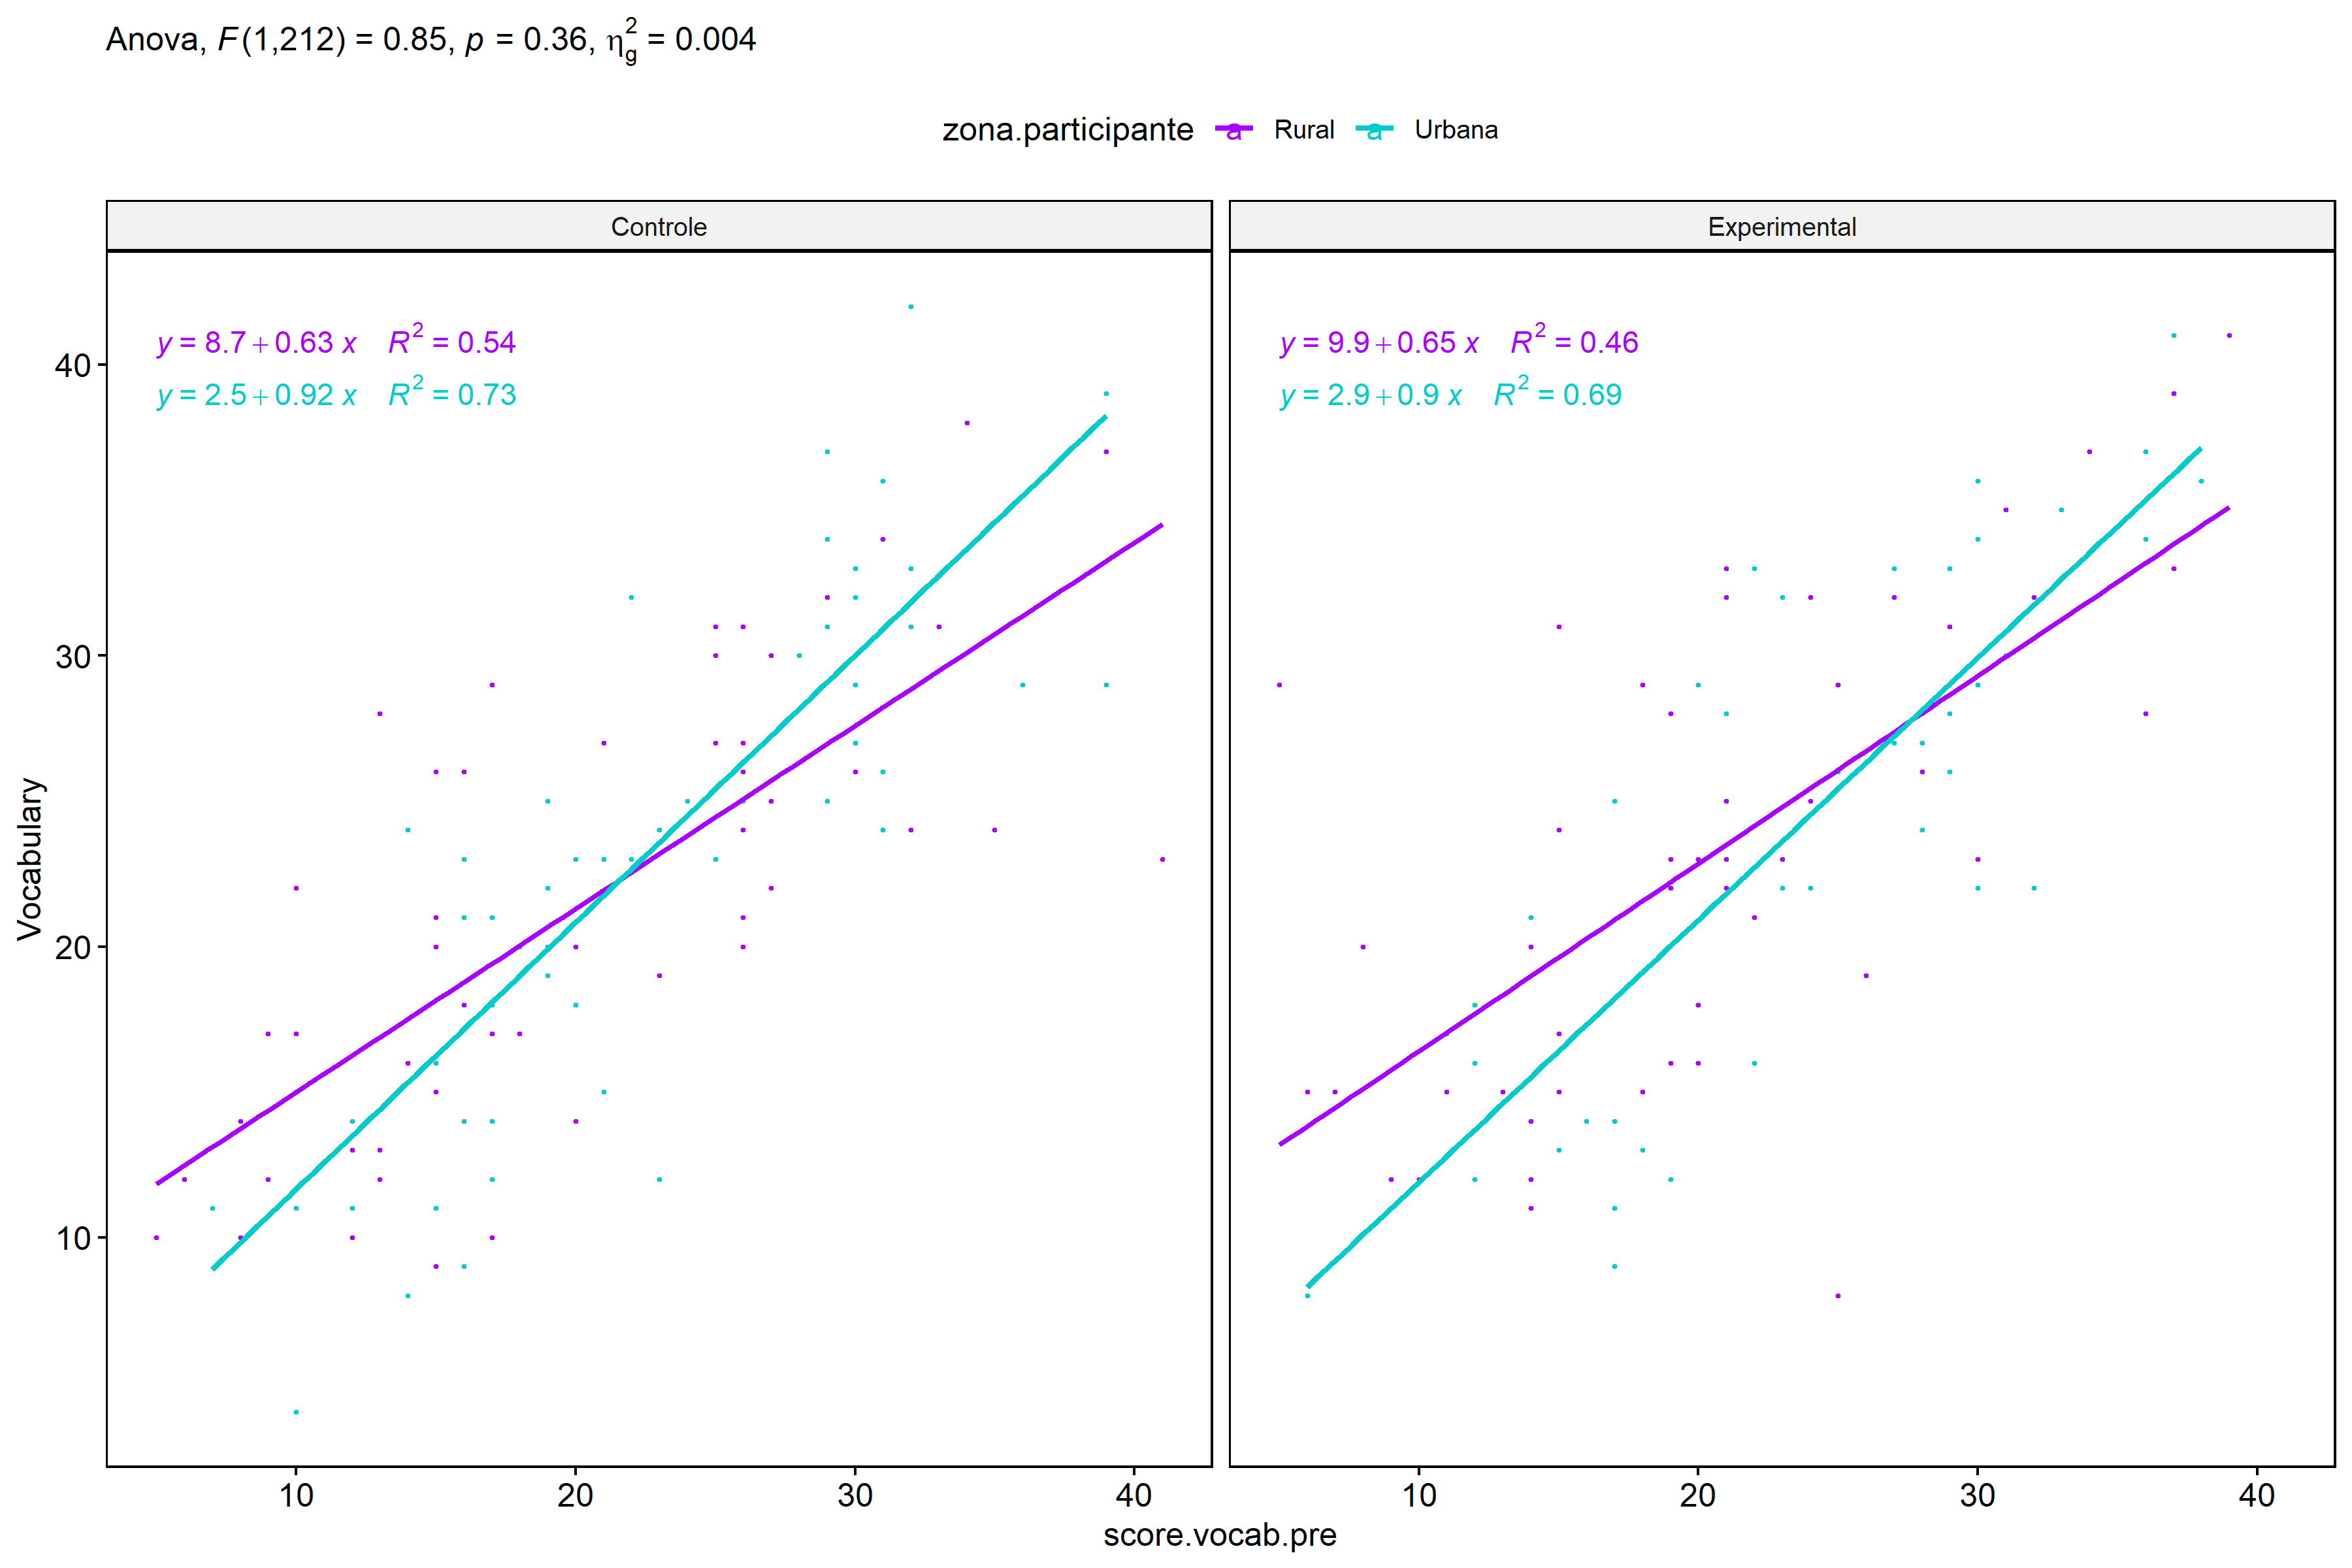 Anova, F(1,212) = 0.85, p = 0.36, η²g = 0.004
zona.participante a Rural a Urbana
Controle
Experimental
y = 8.7 + 0.63 x R² = 0.54
y = 2.5 + 0.92 x R² = 0.73
y = 9.9 + 0.65 x R² = 0.46
y = 2.9 + 0.9 x R² = 0.69
Vocabulary
40
30
20
10
10 20 30 40
10 20 30 40
score.vocab.pre